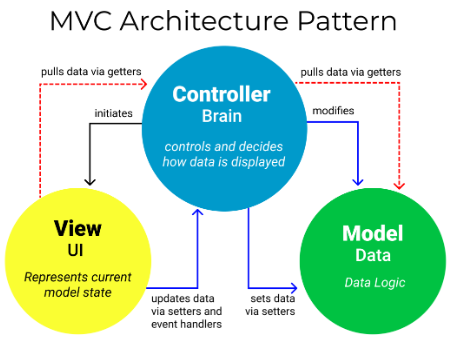 MVC Architecture Pattern
pulls data via getters
pulls data via getters
Controller
Brain
controls and decides
how data is displayed
initiates
modifies
View
UI
Represents current
model state
Model
Data
Data Logic
updates data
via setters and
event handlers
sets data
via setters